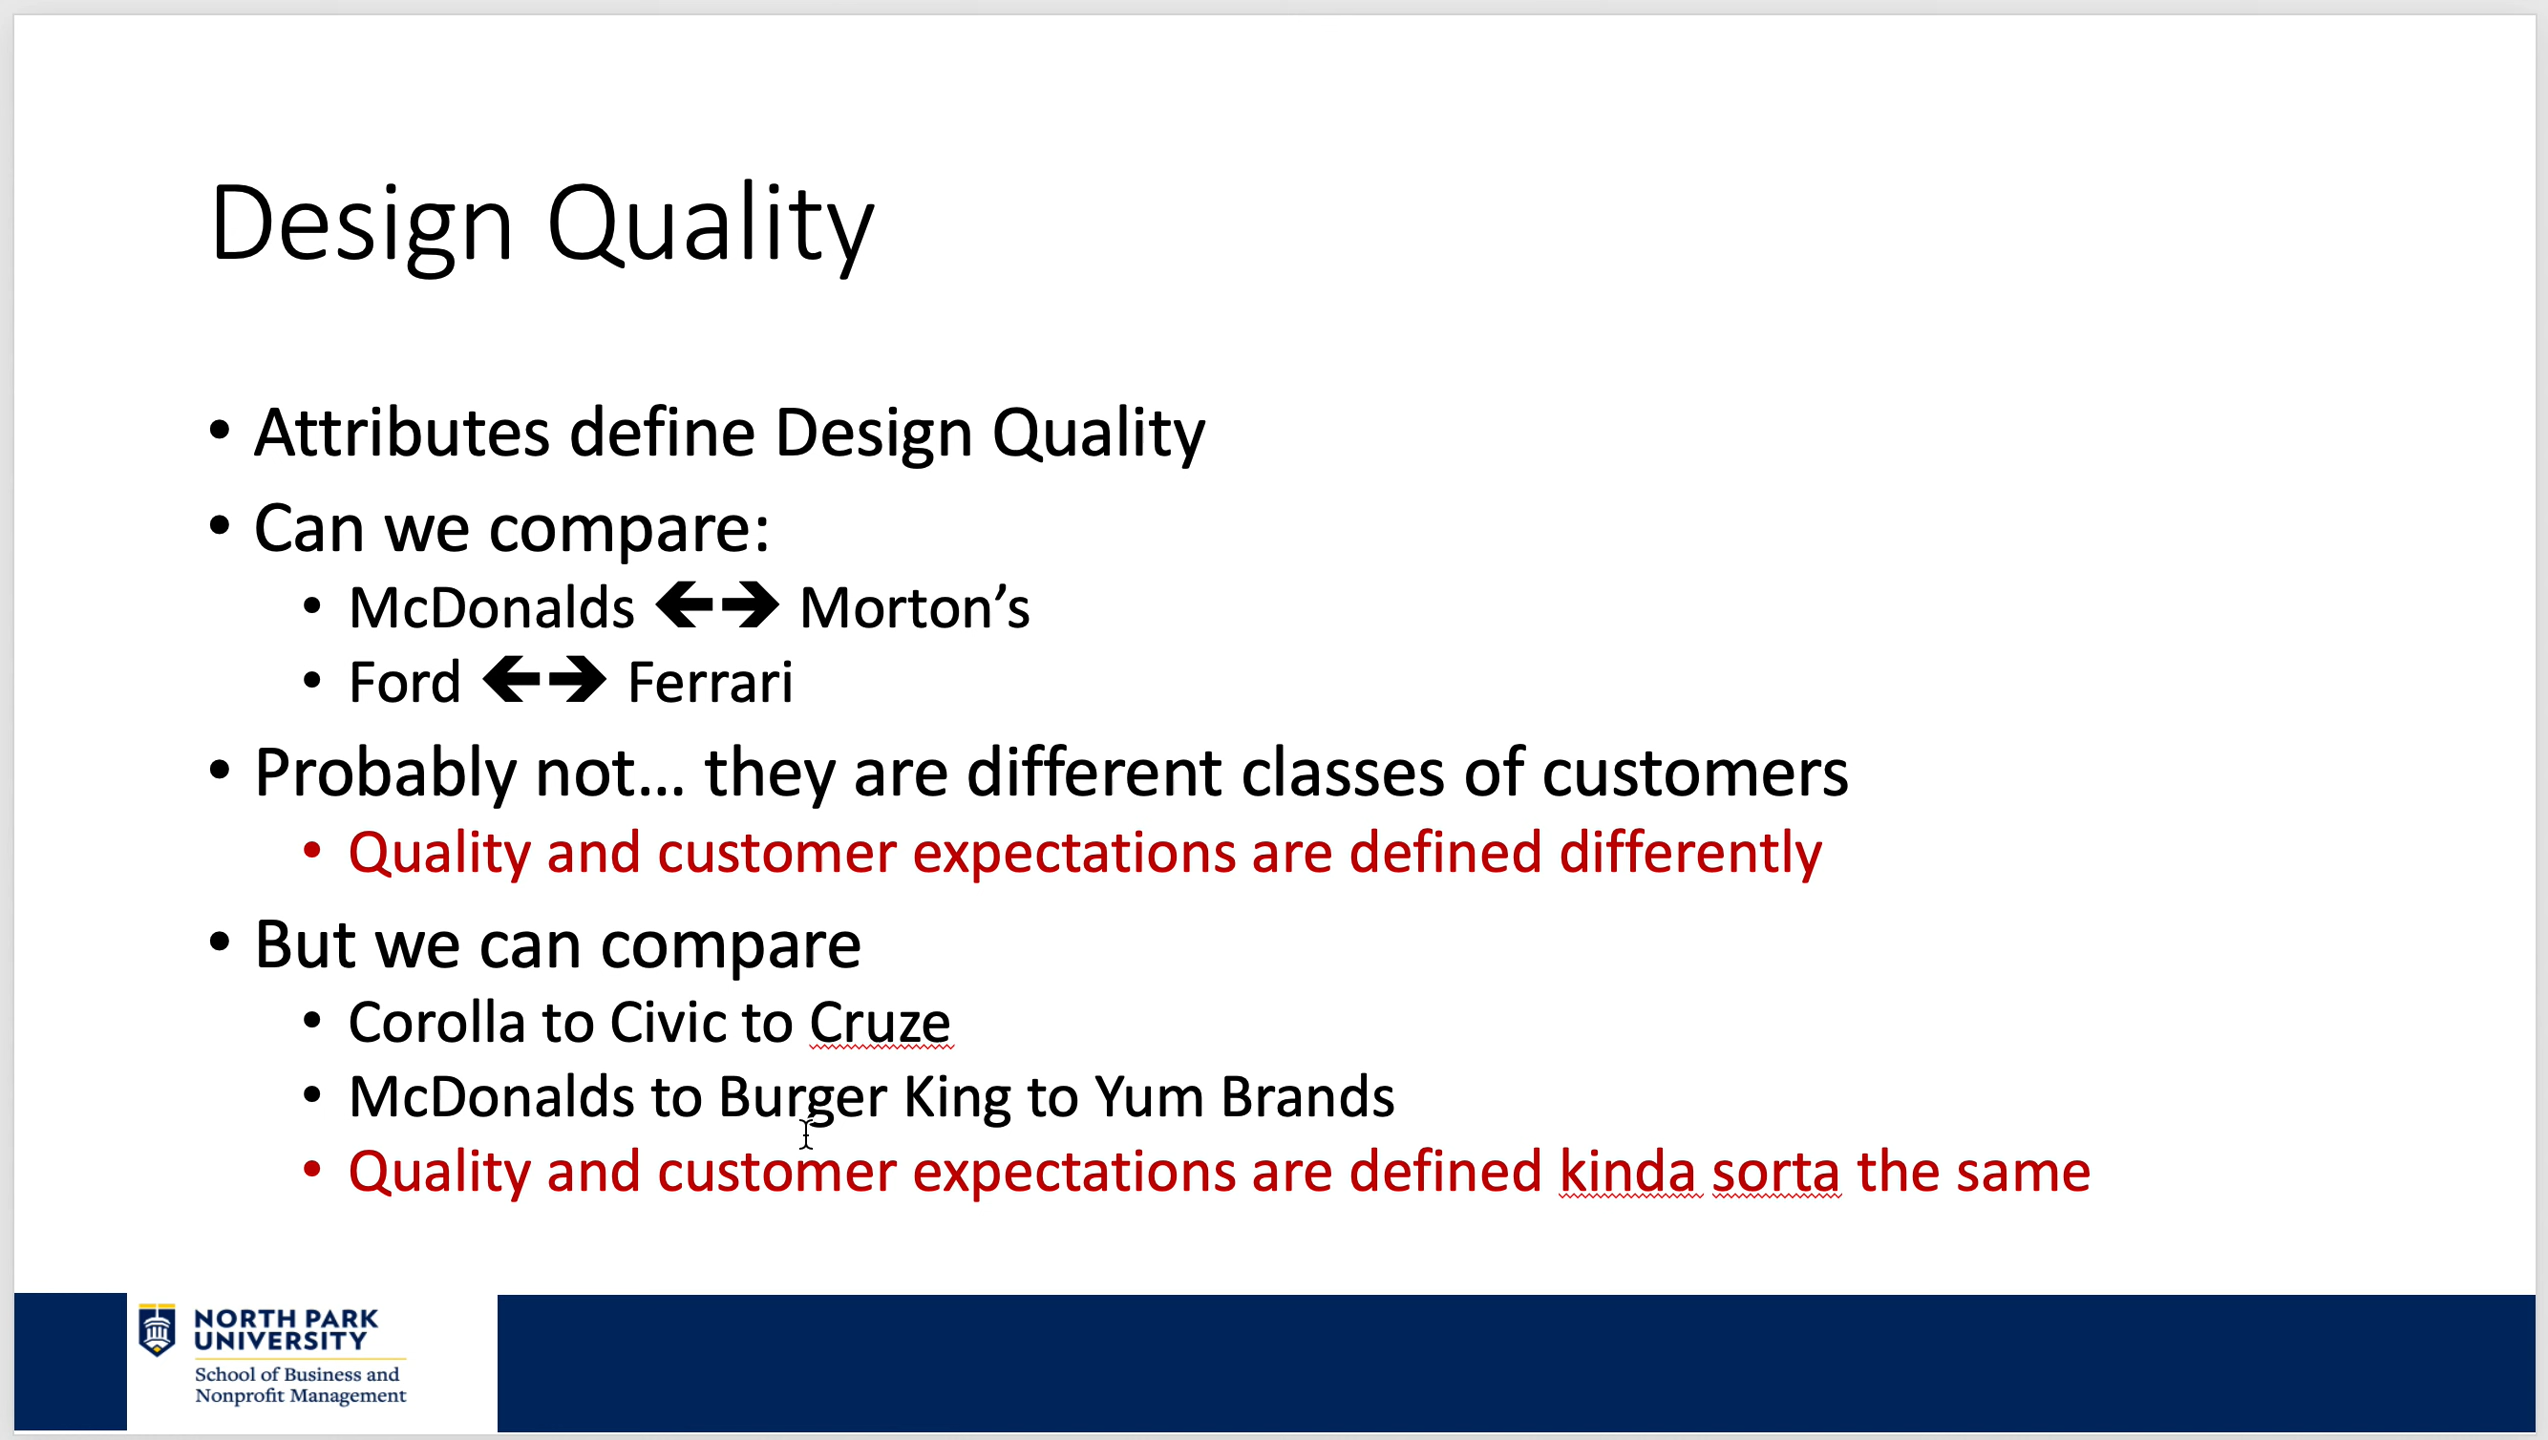 Design Quality
• Attributes define Design Quality
• Can we compare:
• McDonalds 🡸🡺 Morton’s
• Ford 🡸🡺 Ferrari
• Probably not… they are different classes of customers
• Quality and customer expectations are defined differently
• But we can compare
• Corolla to Civic to Cruze
• McDonalds to Burger King to Yum Brands
• Quality and customer expectations are defined kinda sorta the same
NORTH PARK
UNIVERSITY
School of Business and
Nonprofit Management